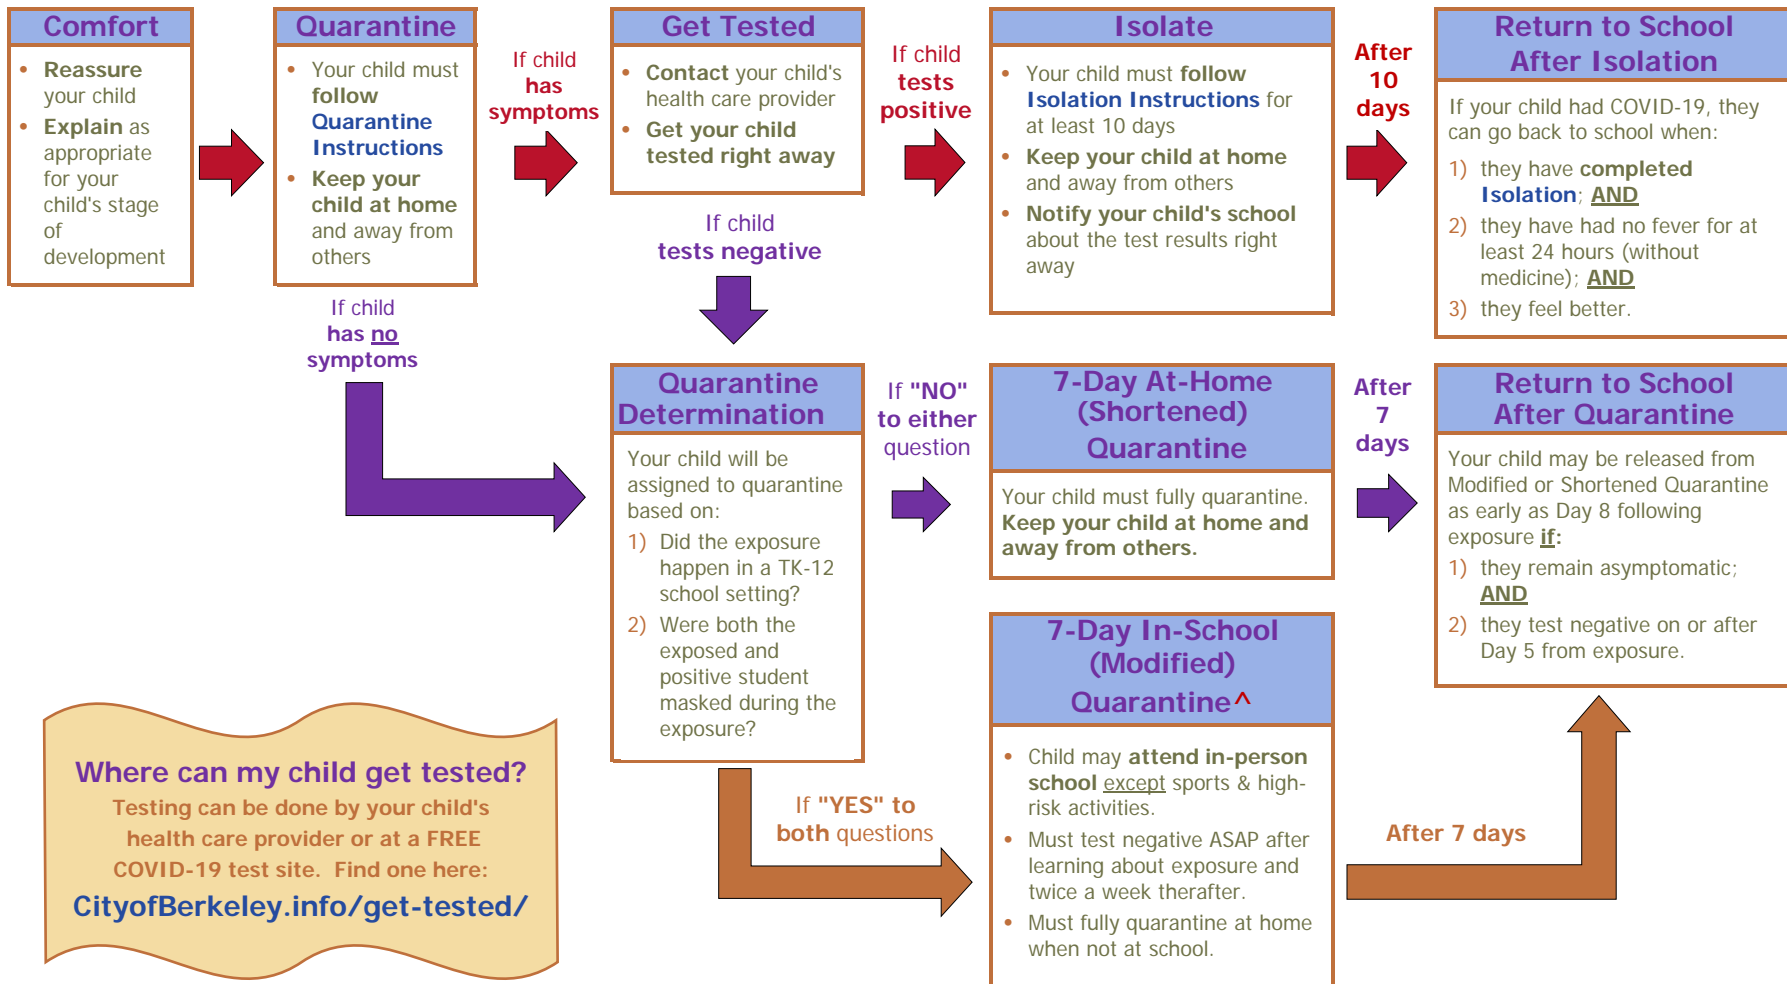 Comfort
• Reassure
your child
• Explain as
appropriate
for your
child's stage
of
development
Quarantine
• Your child must
follow
Quarantine
Instructions
• Keep your
child at home
and away from
others
If child
has
symptoms
Get Tested
• Contact your child's
health care provider
• Get your child
tested right away
If child
tests
positive
Isolate
• Your child must follow
Isolation Instructions for
at least 10 days
• Keep your child at home
and away from others
• Notify your child's school
about the test results right
away
After
10
days
Return to School
After Isolation
If your child had COVID-19, they
can go back to school when:
1) they have completed
Isolation; AND
2) they have had no fever for at
least 24 hours (without
medicine); AND
3) they feel better.
If child
has no
symptoms
If child
tests negative
Quarantine
Determination
Your child will be
assigned to quarantine
based on:
1) Did the exposure
happen in a TK-12
school setting?
2) Were both the
exposed and
positive student
masked during the
exposure?
If "NO"
to either
question
7-Day At-Home
(Shortened)
Quarantine
Your child must fully quarantine.
Keep your child at home and
away from others.
After
7
days
Return to School
After Quarantine
Your child may be released from
Modified or Shortened Quarantine
as early as Day 8 following
exposure if:
1) they remain asymptomatic;
AND
2) they test negative on or after
Day 5 from exposure.
If "YES" to
both questions
7-Day In-School
(Modified)
Quarantine^
• Child may attend in-person
school except sports & high-
risk activities.
• Must test negative ASAP after
learning about exposure and
twice a week therafter.
• Must fully quarantine at home
when not at school.
After 7 days
Where can my child get tested?
Testing can be done by your child's
health care provider or at a FREE
COVID-19 test site. Find one here:
CityofBerkeley.info/get-tested/